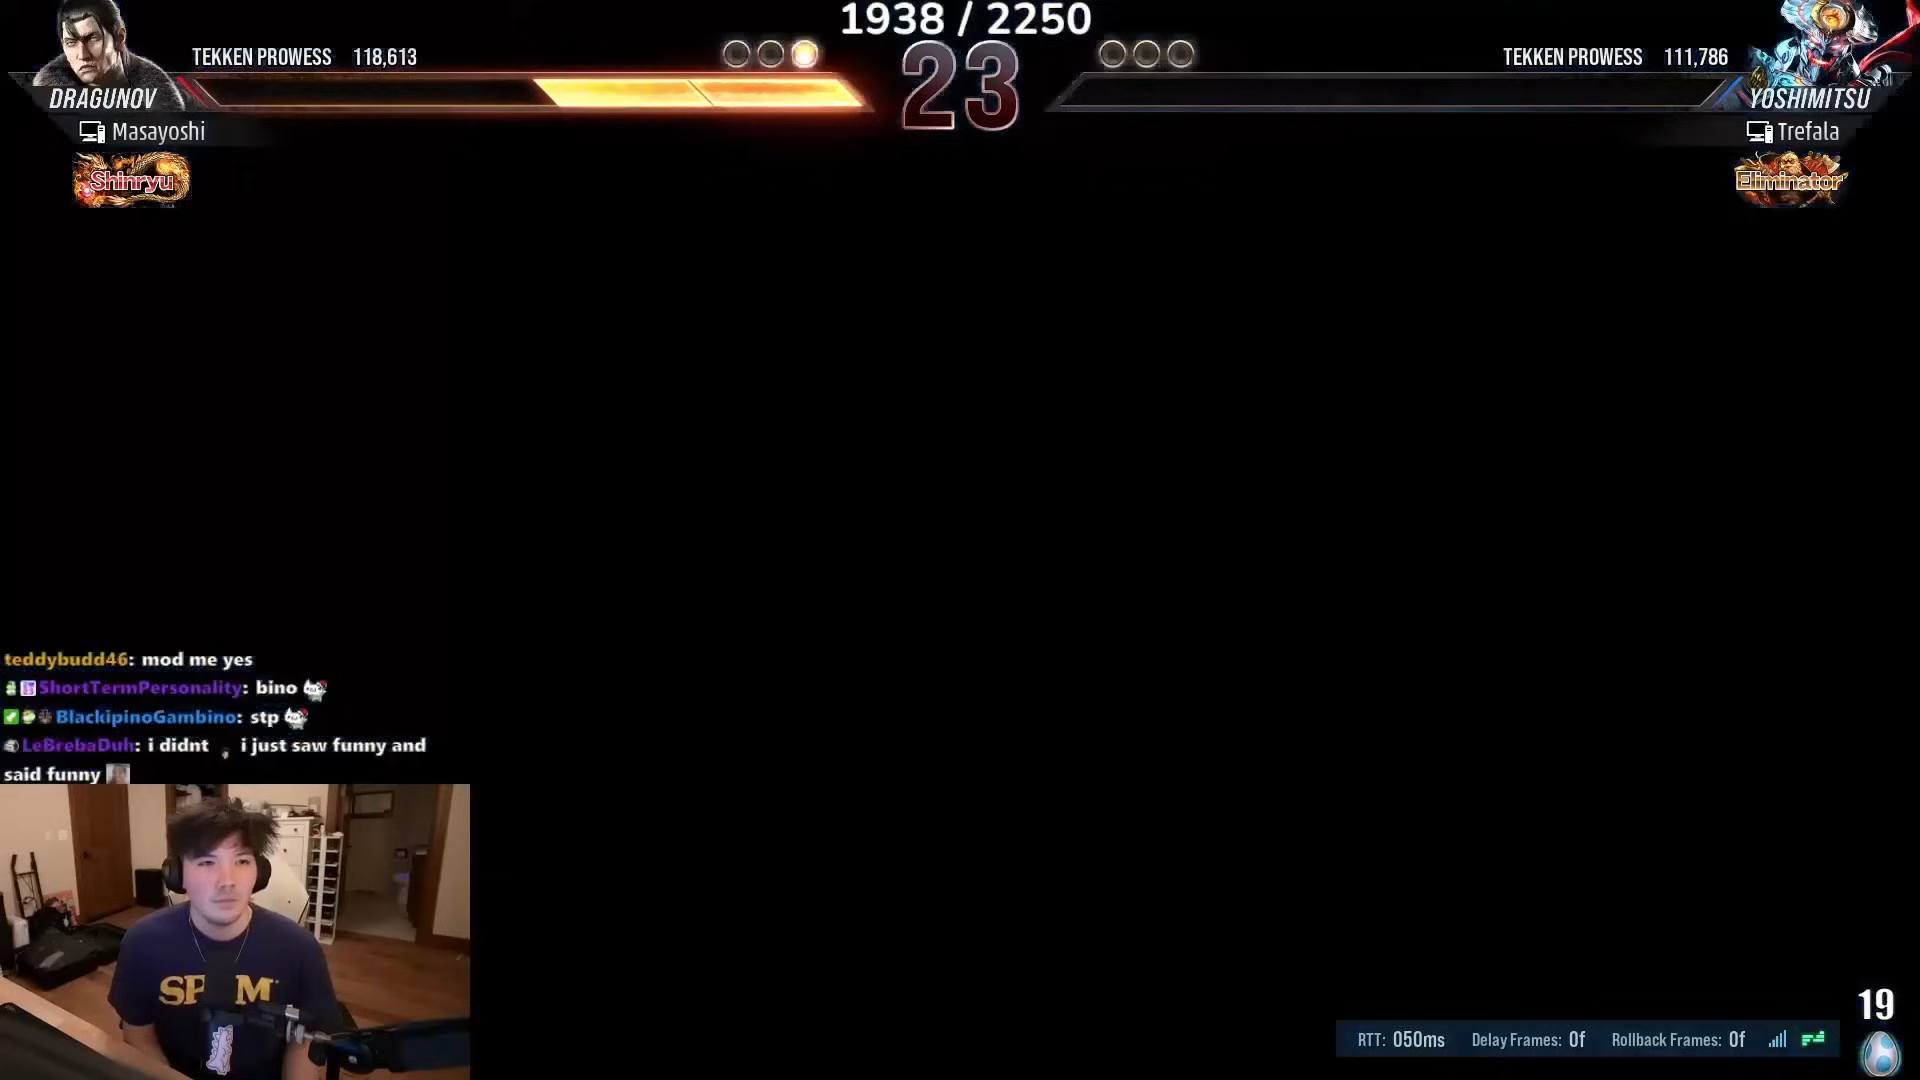 1938 / 2250
TEKKEN PROWESS 118,613
23
TEKKEN PROWESS 111,786
DRAGUNOV
YOSHIMITSU
Masayoshi
Trefala
Shinryu
Eliminator
teddybudd46: mod me yes
ShortTermPersonality: bino
BlackipinoGambino: stp
LeBrebaDuh: i didnt i just saw funny and
said funny
19
RTT: 050ms Delay Frames: 0f Rollback Frames: 0f